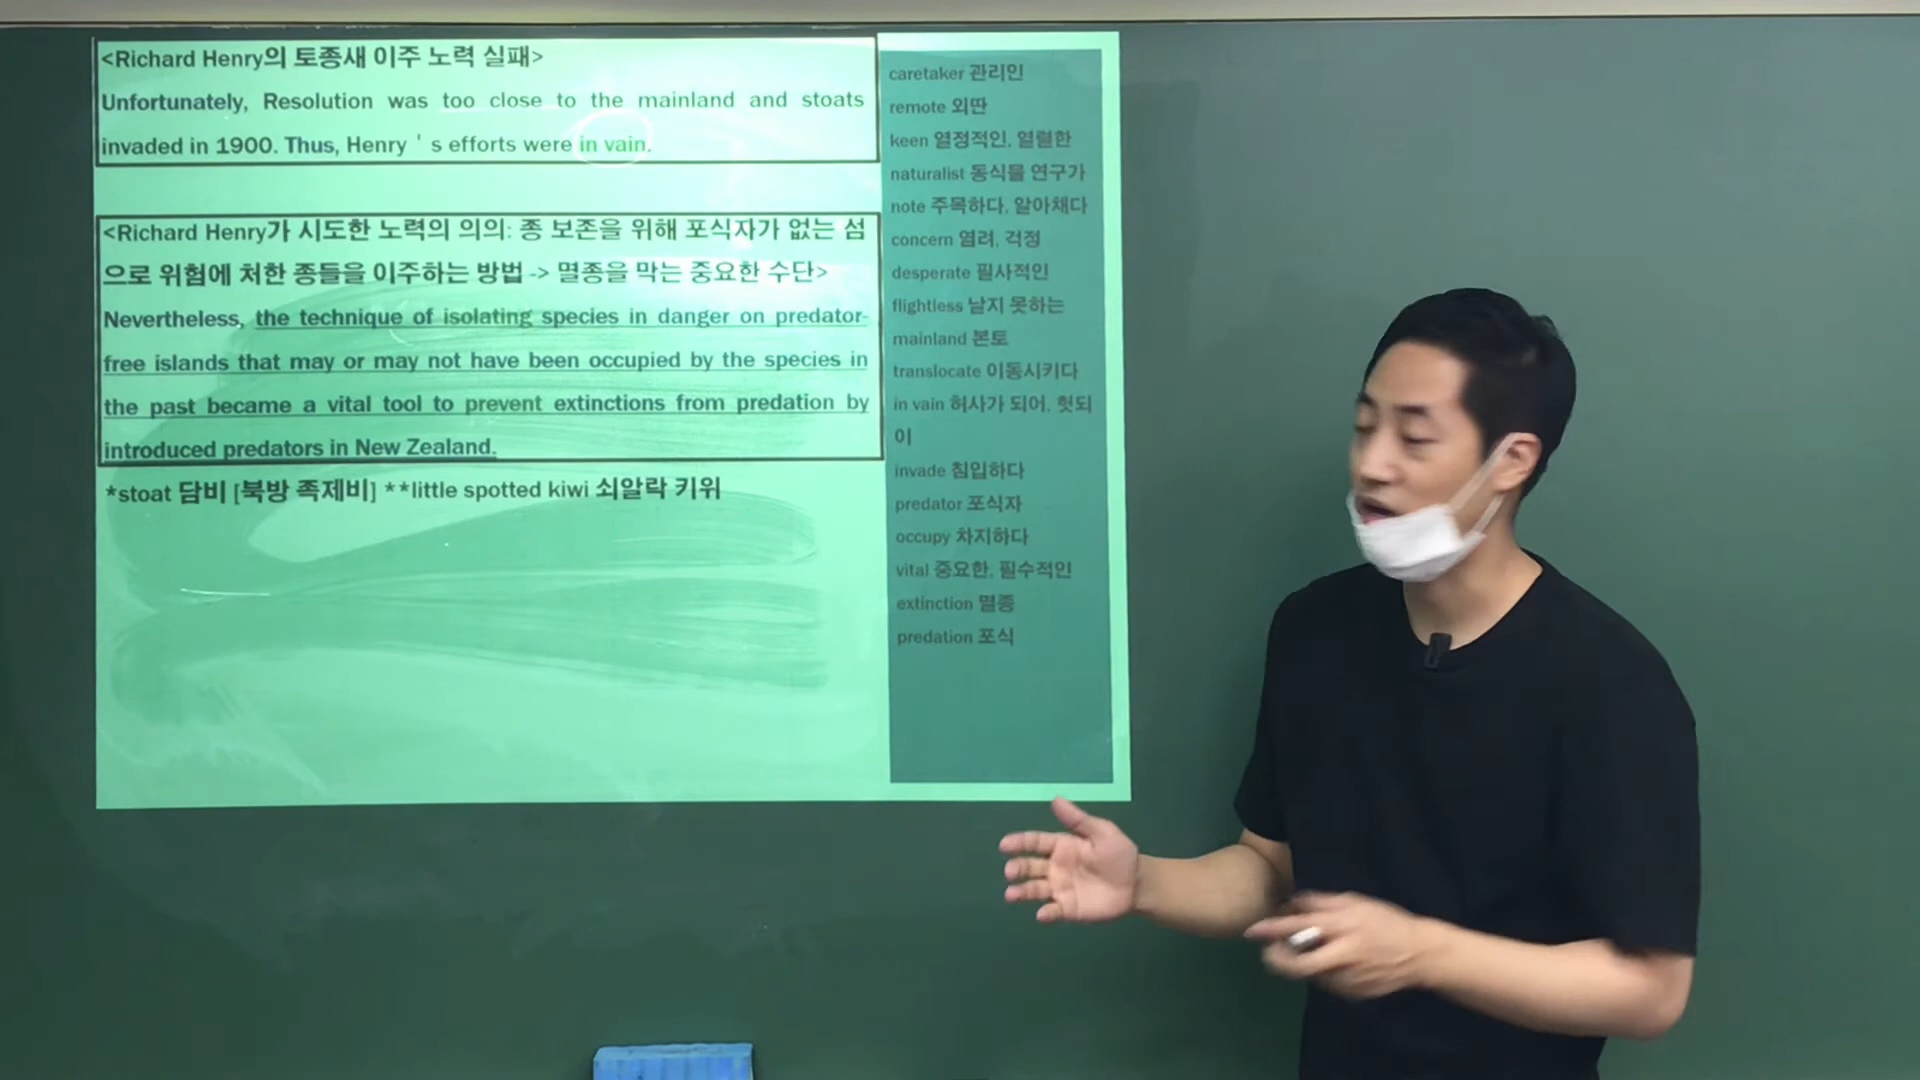 <Richard Henry의 토종새 이주 노력 실패>
Unfortunately, Resolution was too close to the mainland and stoats
invaded in 1900. Thus, Henry ' s efforts were in vain.
<Richard Henry가 시도한 노력의 의의: 종 보존을 위해 포식자가 없는 섬
으로 위험에 처한 종들을 이주하는 방법 -> 멸종을 막는 중요한 수단>
Nevertheless, the technique of isolating species in danger on predator-
free islands that may or may not have been occupied by the species in
the past became a vital tool to prevent extinctions from predation by
introduced predators in New Zealand.
*stoat 담비 [북방 족제비] **little spotted kiwi 쇠알락 키위
caretaker 관리인
remote 외딴
keen 열정적인, 열렬한
naturalist 동식물 연구가
note 주목하다, 알아채다
concern 염려, 걱정
desperate 필사적인
flightless 날지 못하는
mainland 본토
translocate 이동시키다
in vain 허사가 되어, 헛되
이
invade 침입하다
predator 포식자
occupy 차지하다
vital 중요한, 필수적인
extinction 멸종
predation 포식